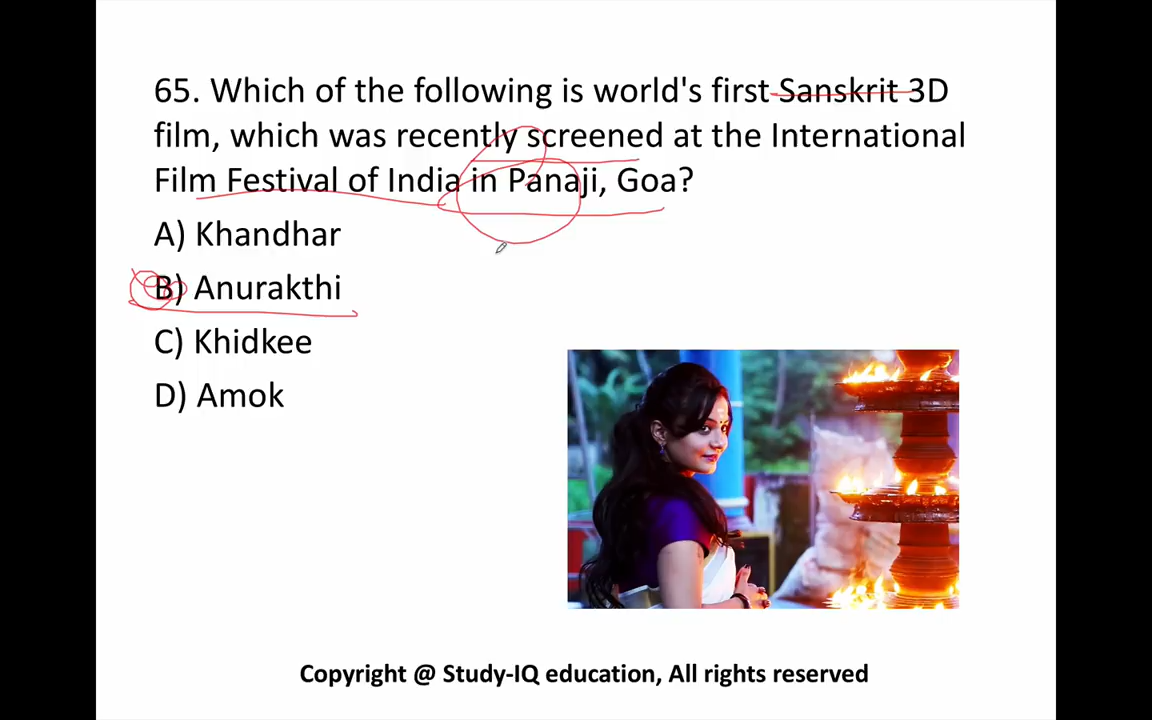 65. Which of the following is world's first Sanskrit 3D
film, which was recently screened at the International
Film Festival of India in Panaji, Goa?
A) Khandhar
B) Anurakthi
C) Khidkee
D) Amok
Copyright @ Study-IQ education, All rights reserved